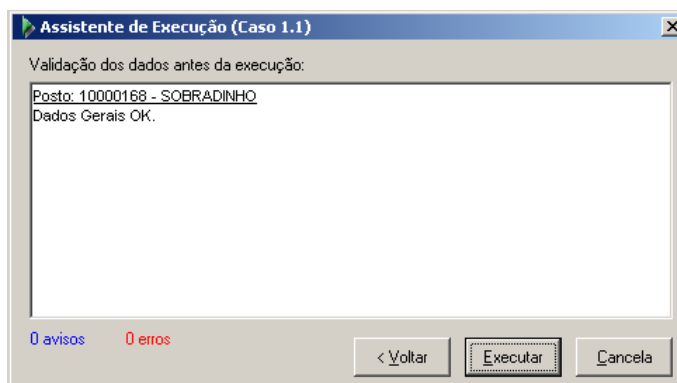 Assistente de Execução (Caso 1.1)
Validação dos dados antes da execução:
Posto: 10000168 - SOBRADINHO
Dados Gerais OK.
0 avisos 0 erros
< Voltar Executar Cancela